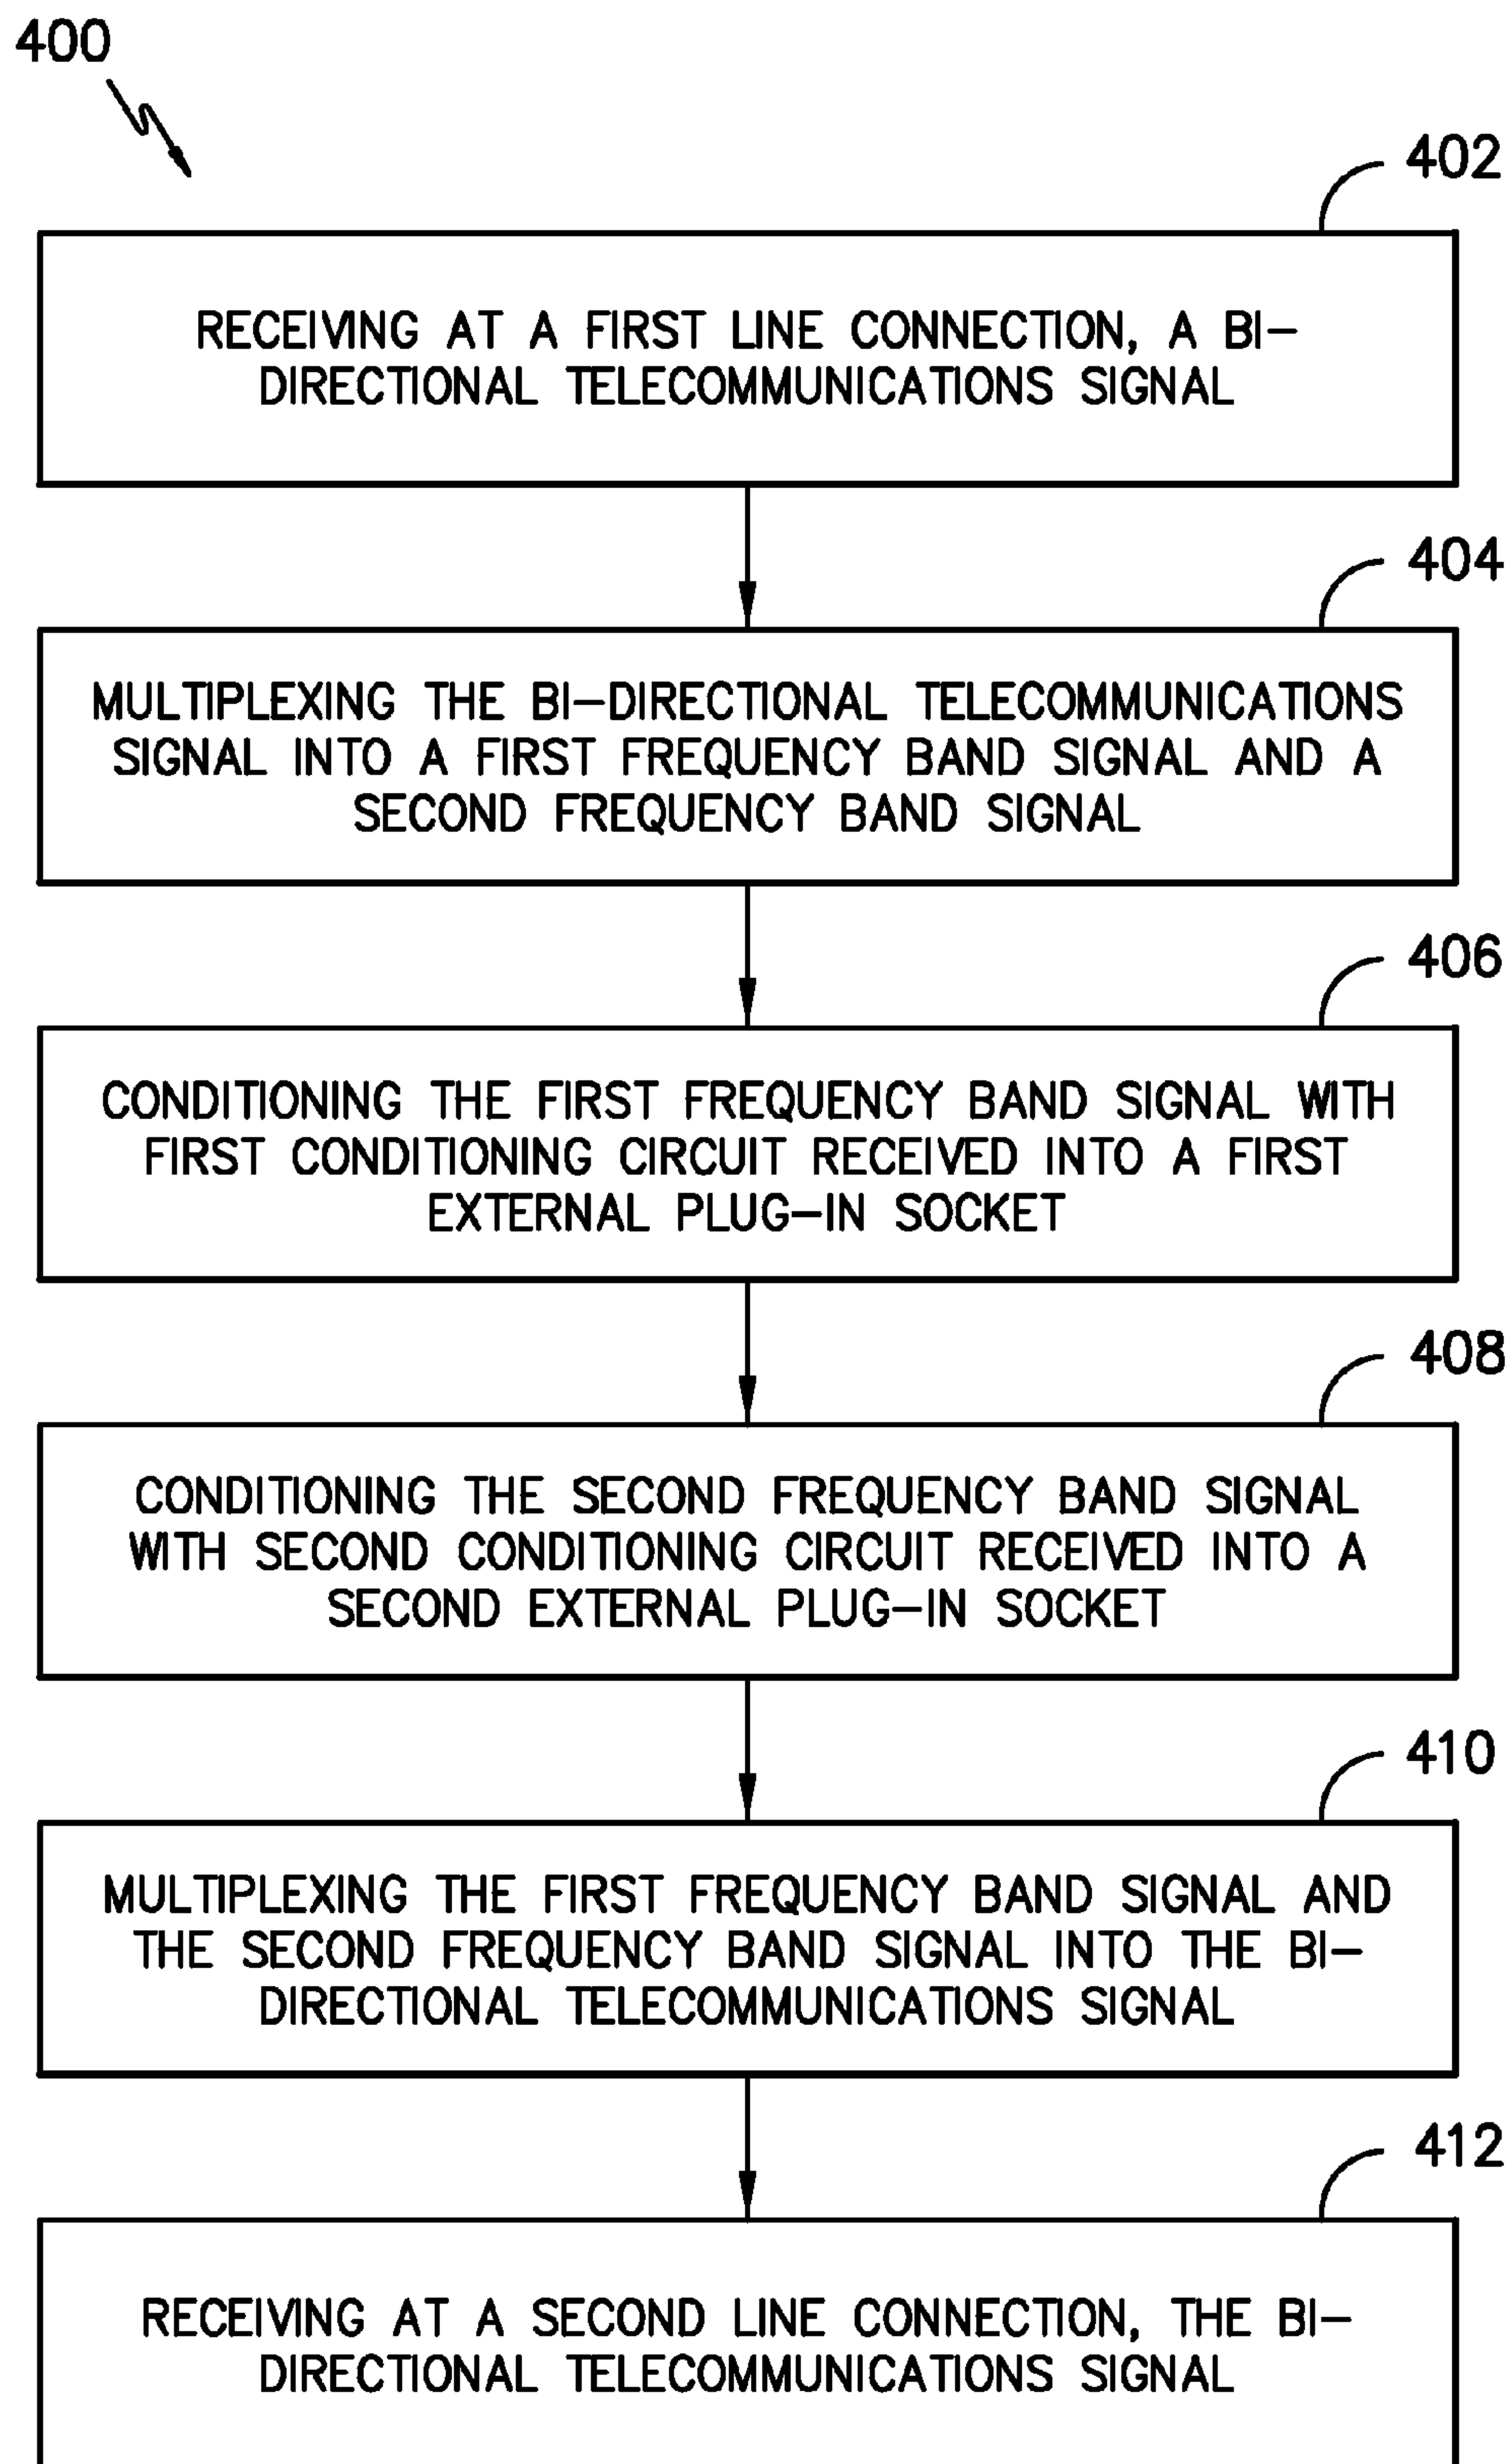 400
402
RECEIVING AT A FIRST LINE CONNECTION, A BI-
DIRECTIONAL TELECOMMUNICATIONS SIGNAL
404
MULTIPLEXING THE BI-DIRECTIONAL TELECOMMUNICATIONS
SIGNAL INTO A FIRST FREQUENCY BAND SIGNAL AND A
SECOND FREQUENCY BAND SIGNAL
406
CONDITIONING THE FIRST FREQUENCY BAND SIGNAL WITH
FIRST CONDITIONING CIRCUIT RECEIVED INTO A FIRST
EXTERNAL PLUG-IN SOCKET
408
CONDITIONING THE SECOND FREQUENCY BAND SIGNAL
WITH SECOND CONDITIONING CIRCUIT RECEIVED INTO A
SECOND EXTERNAL PLUG-IN SOCKET
410
MULTIPLEXING THE FIRST FREQUENCY BAND SIGNAL AND
THE SECOND FREQUENCY BAND SIGNAL INTO THE BI-
DIRECTIONAL TELECOMMUNICATIONS SIGNAL
412
RECEIVING AT A SECOND LINE CONNECTION, THE BI-
DIRECTIONAL TELECOMMUNICATIONS SIGNAL